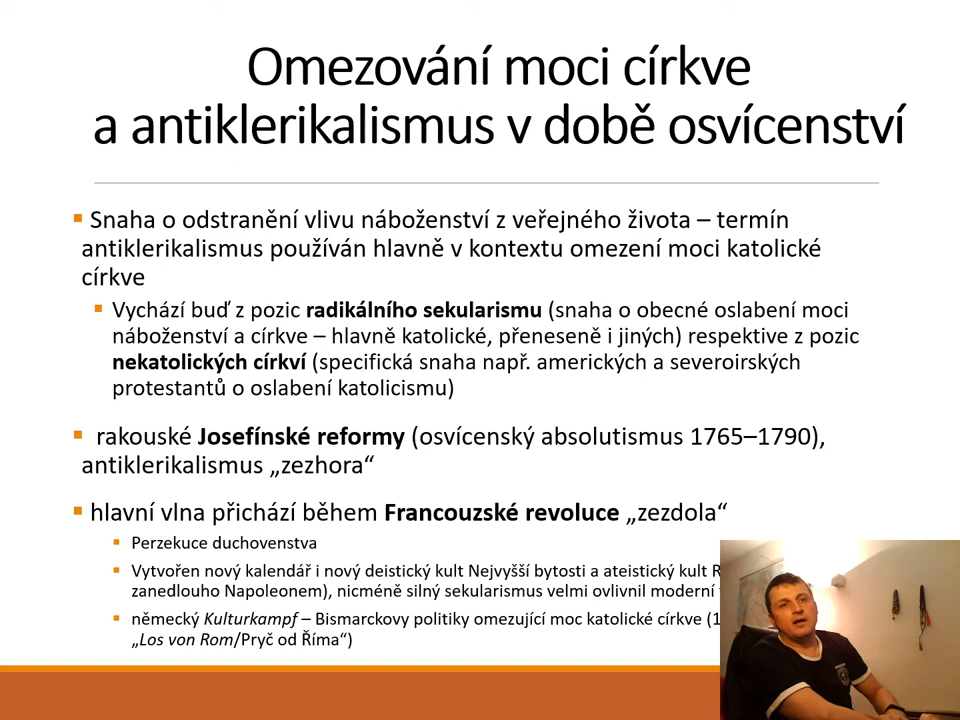 Omezování moci církve
a antiklerikalismus v době osvícenství
Snaha o odstranění vlivu náboženství z veřejného života – termín
antiklerikalismus používán hlavně v kontextu omezení moci katolické
církve
Vychází buď z pozic radikálního sekularismu (snaha o obecné oslabení moci
náboženství a církve – hlavně katolické, přeneseně i jiných) respektive z pozic
nekatolických církví (specifická snaha např. amerických a severoirských
protestantů o oslabení katolicismu)
rakouské Josefínské reformy (osvícenský absolutismus 1765–1790),
antiklerikalismus „zezhora“
hlavní vlna přichází během Francouzské revoluce „zezdola“
Perzekuce duchovenstva
Vytvořen nový kalendář i nový deistický kult Nejvyšší bytosti a ateistický kult
zanedlouho Napoleonem), nicméně silný sekularismus velmi ovlivnil moderní
německý Kulturkampf – Bismarckovy politiky omezující moc katolické církve
„Los von Rom/Pryč od Říma“)